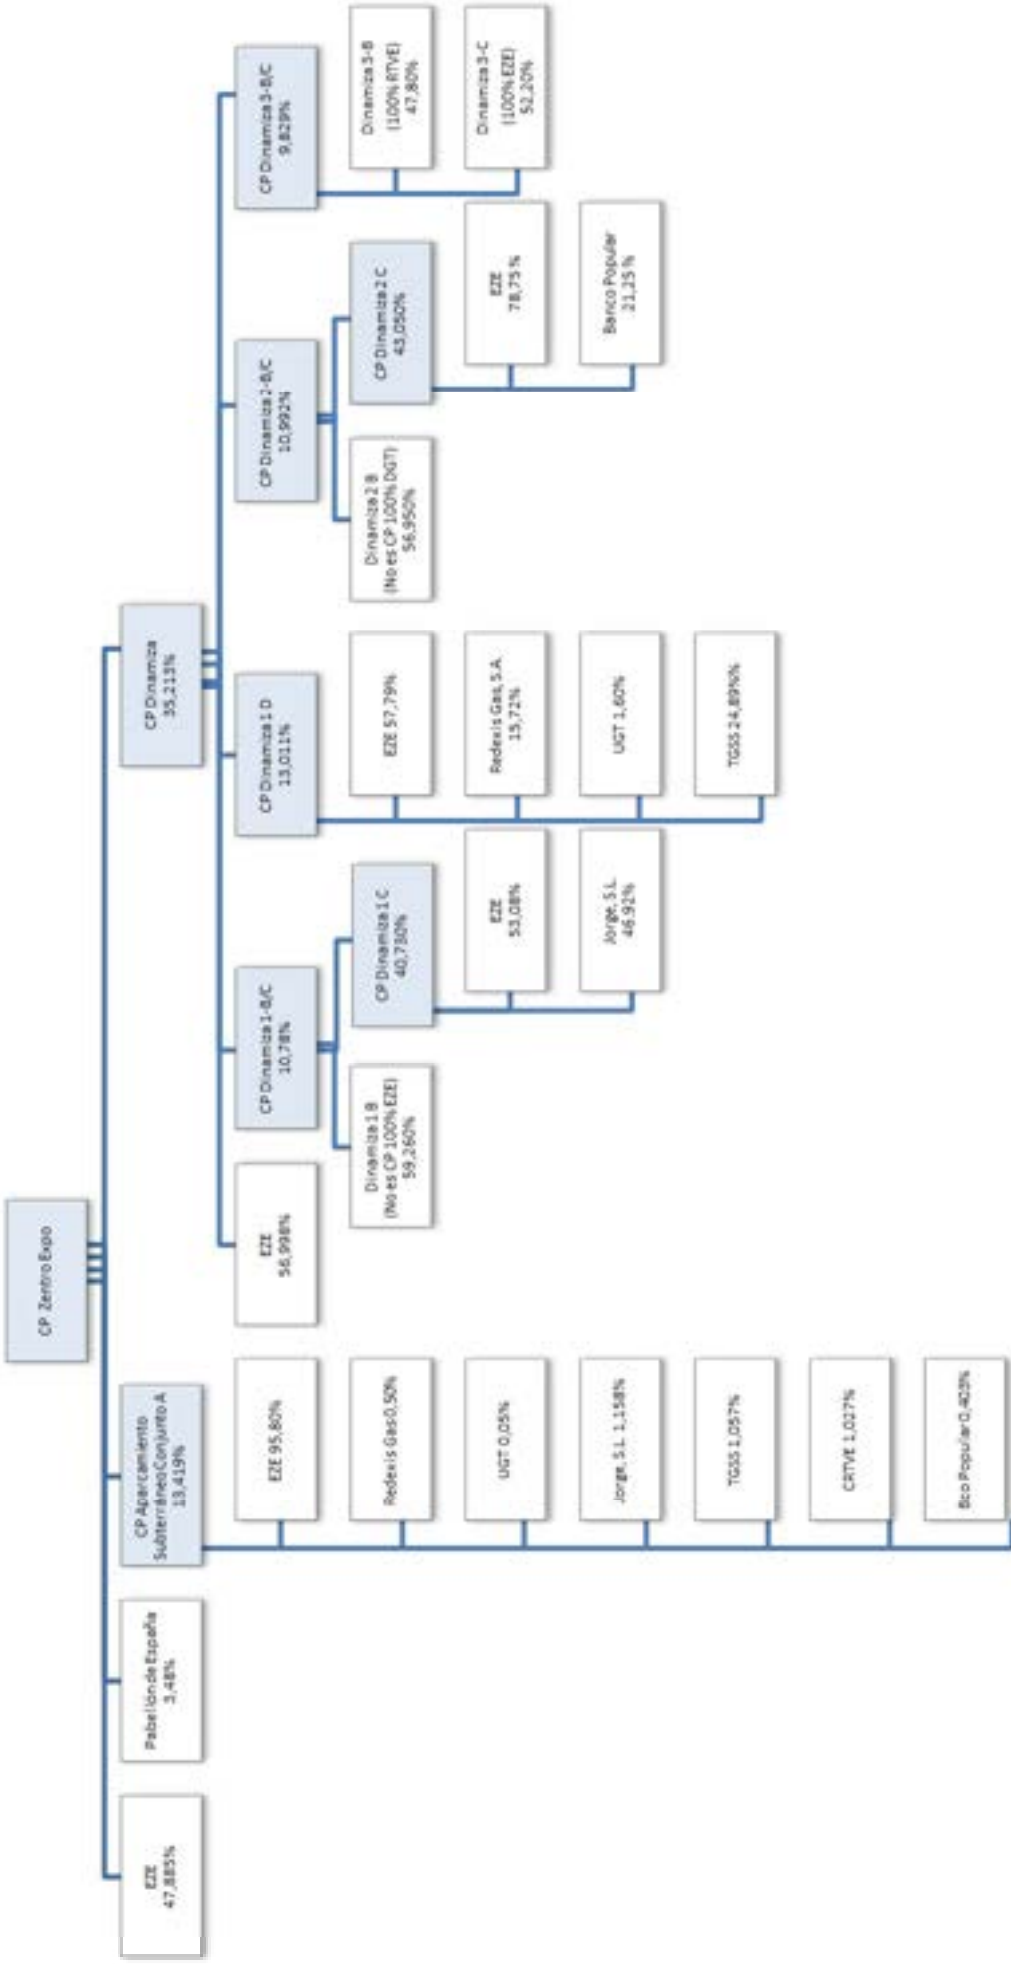 CP Zentro Expo
EZE
47,885%
Pabellón de España
3,48%
CP Aparcamiento
Subterráneo Conjunto A
13,419%
CP Dinamiza
35,213%
EZE 95,80%
Redexis Gas 0,50%
UGT 0,05%
Jorge, S.L. 1,158%
TGSS 1,057%
CRTVE 1,027%
Bco Popular 0,403%
EZE
56,998%
CP Dinamiza 1-B/C
10,78%
CP Dinamiza 1 D
13,011%
CP Dinamiza 2-B/C
10,992%
CP Dinamiza 3-B/C
9,829%
Dinamiza 1 B
(No es CP 100% EZE)
59,260%
CP Dinamiza 1 C
40,730%
EZE
53,08%
Jorge, S.L.
46,92%
EZE 57,79%
Redexis Gas, S.A.
15,72%
UGT 1,60%
TGSS 24,89%%
Dinamiza 2 B
(No es CP 100% DGT)
56,950%
CP Dinamiza 2 C
43,050%
EZE
78,75 %
Banco Popular
21,25 %
Dinamiza 3-B
(100% RTVE)
47,80%
Dinamiza 3-C
(100% EZE)
52,20%